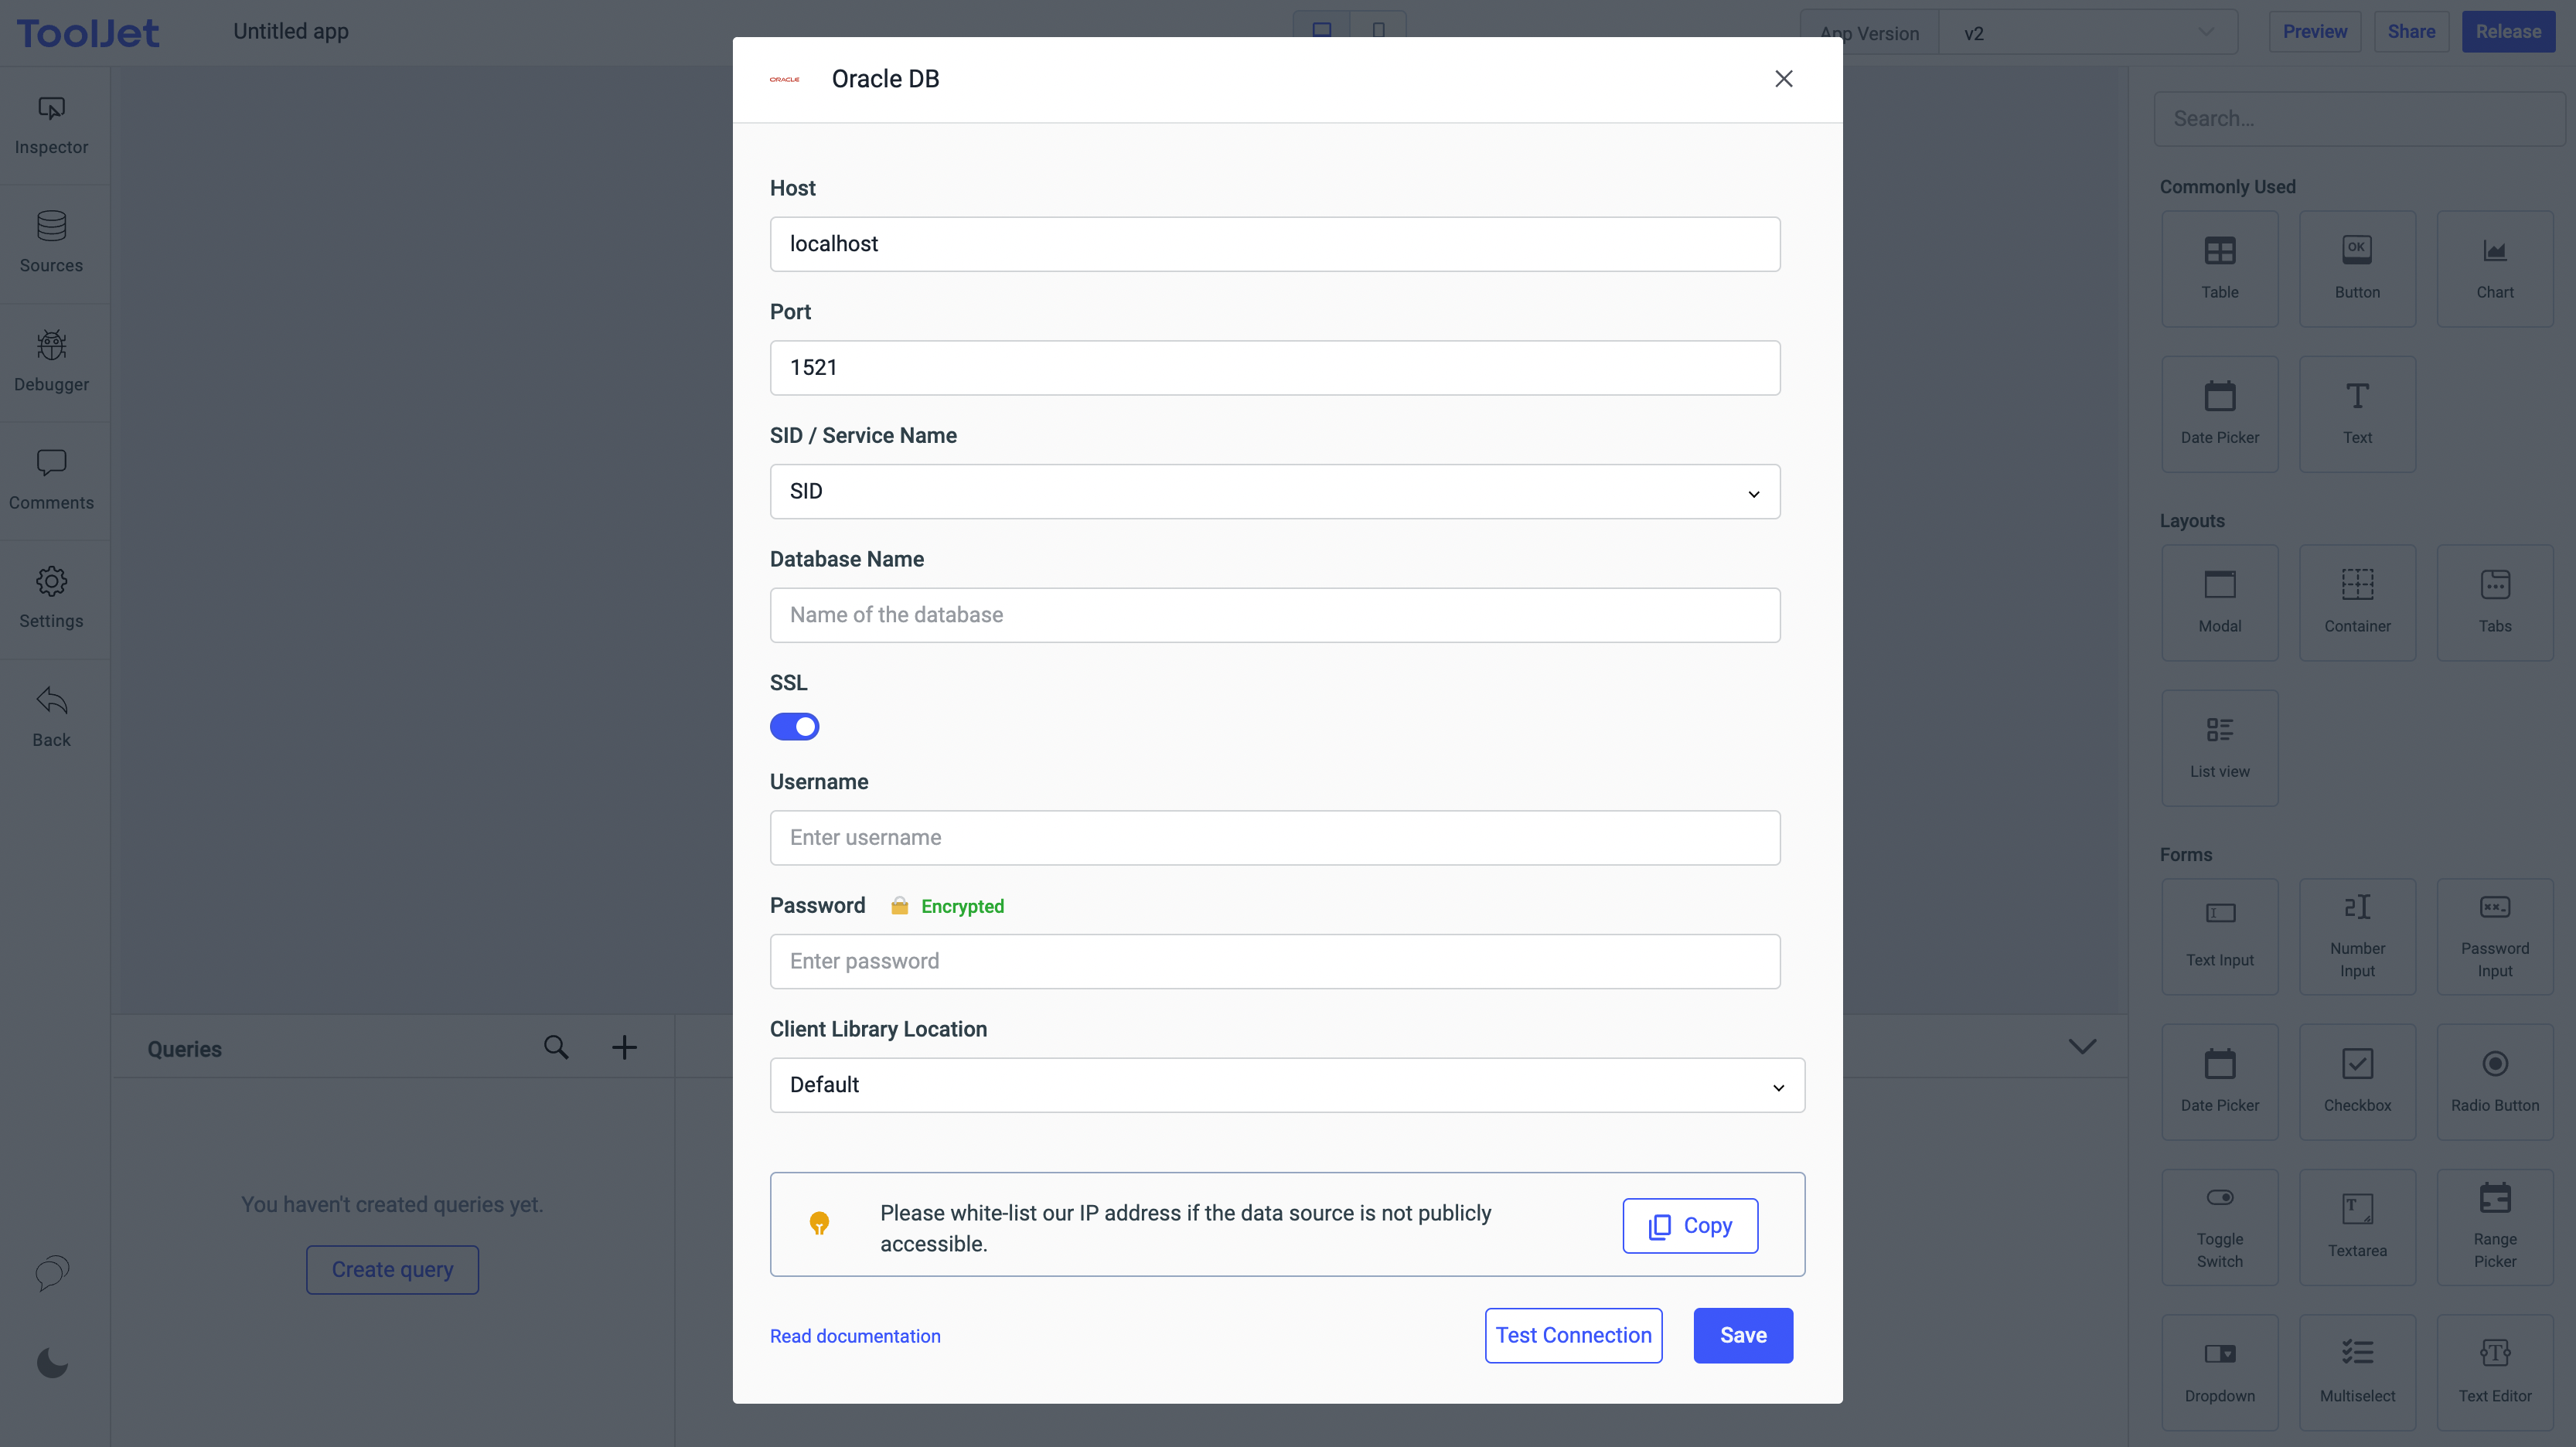 ToolJet
Untitled app
App Version
v2
Preview
Share
Release
Inspector
Sources
Debugger
Comments
Settings
Back
ORACLE
Oracle DB
Host
localhost
Port
1521
SID / Service Name
SID
Database Name
Name of the database
SSL
Username
Enter username
Password
Encrypted
Enter password
Client Library Location
Default
Please white-list our IP address if the data source is not publicly
accessible.
Copy
Read documentation
Test Connection
Save
Queries
You haven't created queries yet.
Create query
Search...
Commonly Used
Table
OK
Button
Chart
Date Picker
Text
Layouts
Modal
Container
Tabs
List view
Forms
Text Input
Number
Input
Password
Input
Date Picker
Checkbox
Radio Button
Toggle
Switch
Textarea
Range
Picker
Dropdown
Multiselect
Text Editor